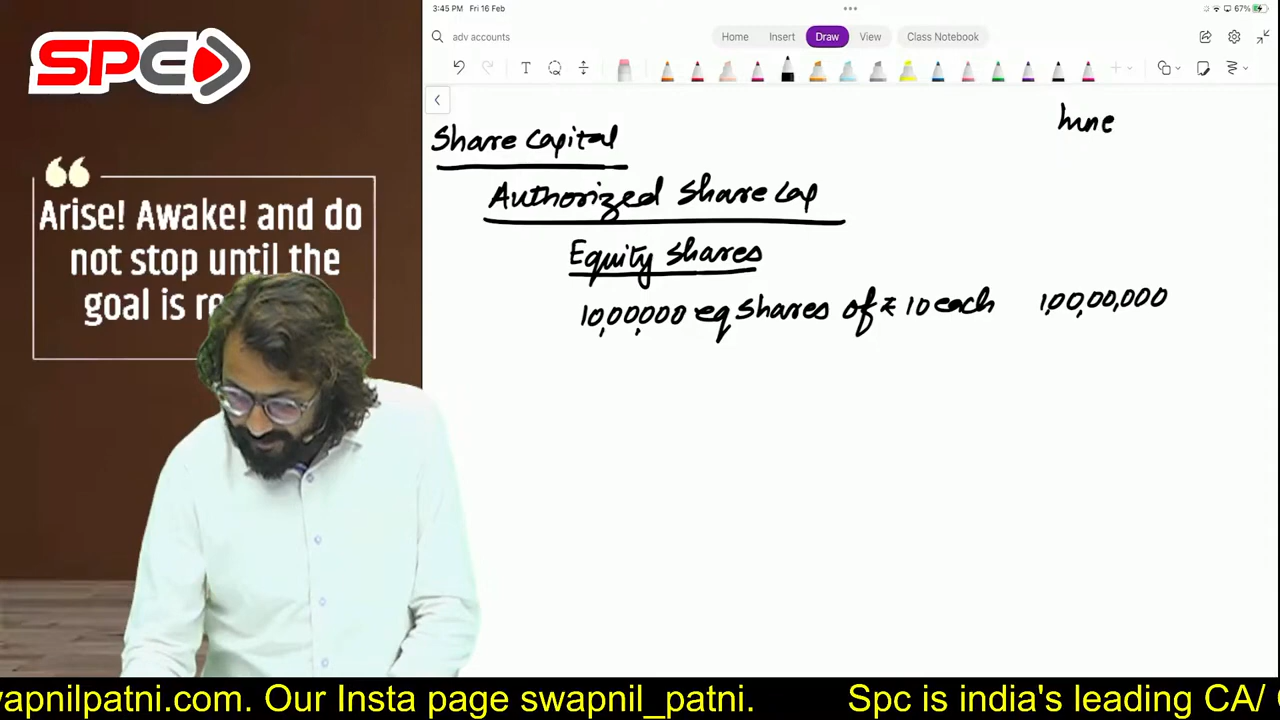 3:45 PM Fri 16 Feb
67%
adv accounts
Home Insert Draw View Class Notebook
SPC
Arise! Awake! and do
not stop until the
goal is re
Share Capital
Authorized Share Cap
Equity Shares
10,00,000 eq shares of ₹ 10 each 1,00,00,000
wapnilpatni.com. Our Insta page swapnil_patni. Spc is india's leading CA/